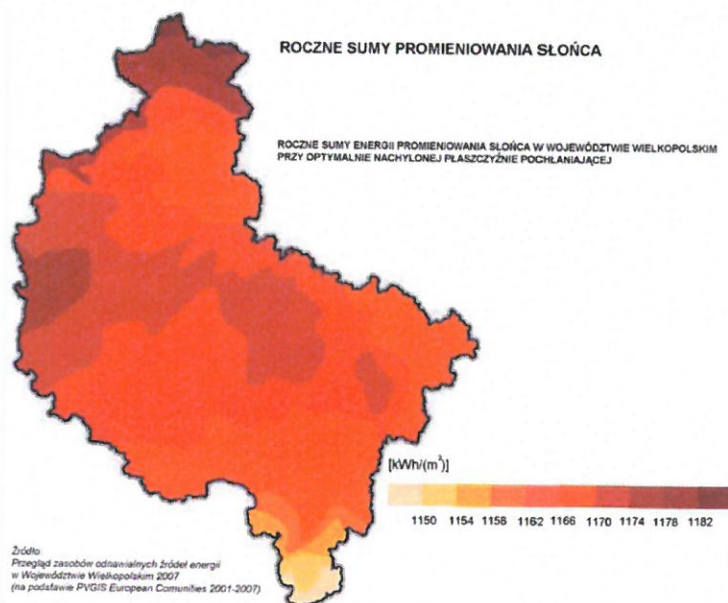 ROCZNE SUMY PROMIENIOWANIA SŁOŃCA
ROCZNE SUMY ENERGII PROMIENIOWANIA SŁOŃCA W WOJEWÓDZTWIE WIELKOPOLSKIM
PRZY OPTYMALNIE NACHYLONEJ PŁASZCZYŹNIE POCHŁANIAJĄCEJ
[kWh/(m²)]
1150 1154 1158 1162 1166 1170 1174 1178 1182
Źródło
Przegląd zasobów odnawialnych źródeł energii
w Województwie Wielkopolskim 2007
(na podstawie PVGIS European Comunities 2001-2007)